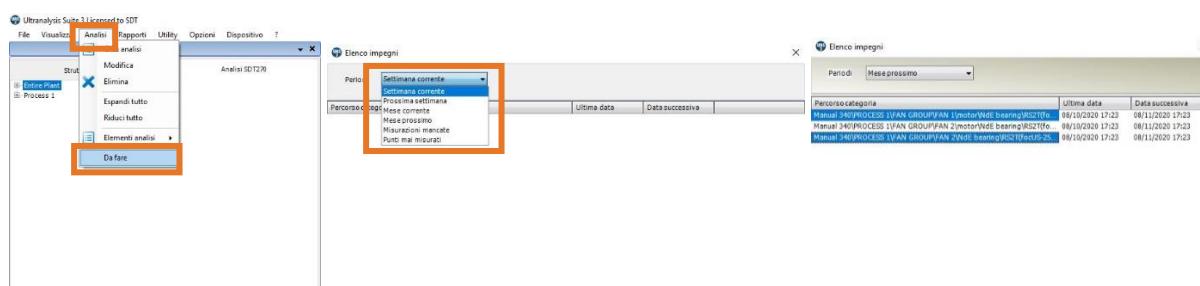 Ultranalysis Suite 3 Licensed to SDT
File Visualizza Analisi Rapporti Utility Opzioni Dispositivo ?
analisi
Modifica
Elimina
Espandi tutto
Riduci tutto
Elementi analisi
Da fare
Strut
Analisi SDT270
Entire Plant
Process 1
Elenco impegni
Periodi
Settimana corrente
Settimana corrente
Prossima settimana
Mese corrente
Mese prossimo
Misurazioni mancate
Punti mai misurati
Percorso categ Ultima data Data successiva
Elenco impegni
Periodi Mese prossimo
Percorso categoria Ultima data Data successiva
Manual 340\PROCESS 1\FAN GROUP\FAN 1\motor\NdE bearing\RS2T(fo... 08/10/2020 17:23 08/11/2020 17:23
Manual 340\PROCESS 1\FAN GROUP\FAN 2\motor\NdE bearing\RS2T(fo... 08/10/2020 17:23 08/11/2020 17:23
Manual 340\PROCESS 1\FAN GROUP\FAN 2\NdE bearing\RS2T(focUS-25... 08/10/2020 17:23 08/11/2020 17:23